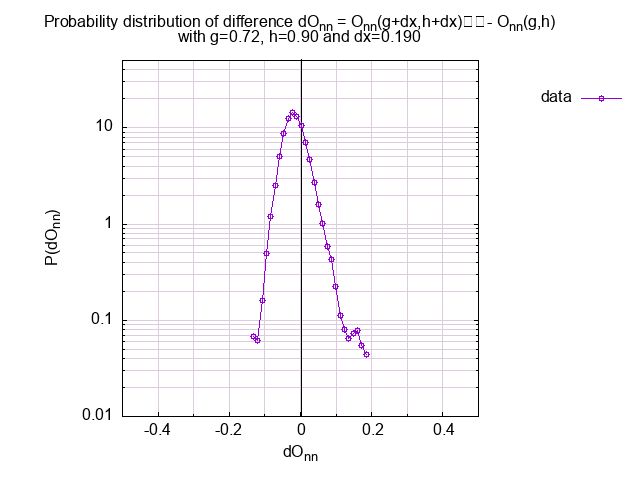 Probability distribution of difference dOnn = Onn(g+dx,h+dx)□□- Onn(g,h)
with g=0.72, h=0.90 and dx=0.190
data
10
1
0.1
0.01
P(dOnn)
-0.4 -0.2 0 0.2 0.4
dOnn